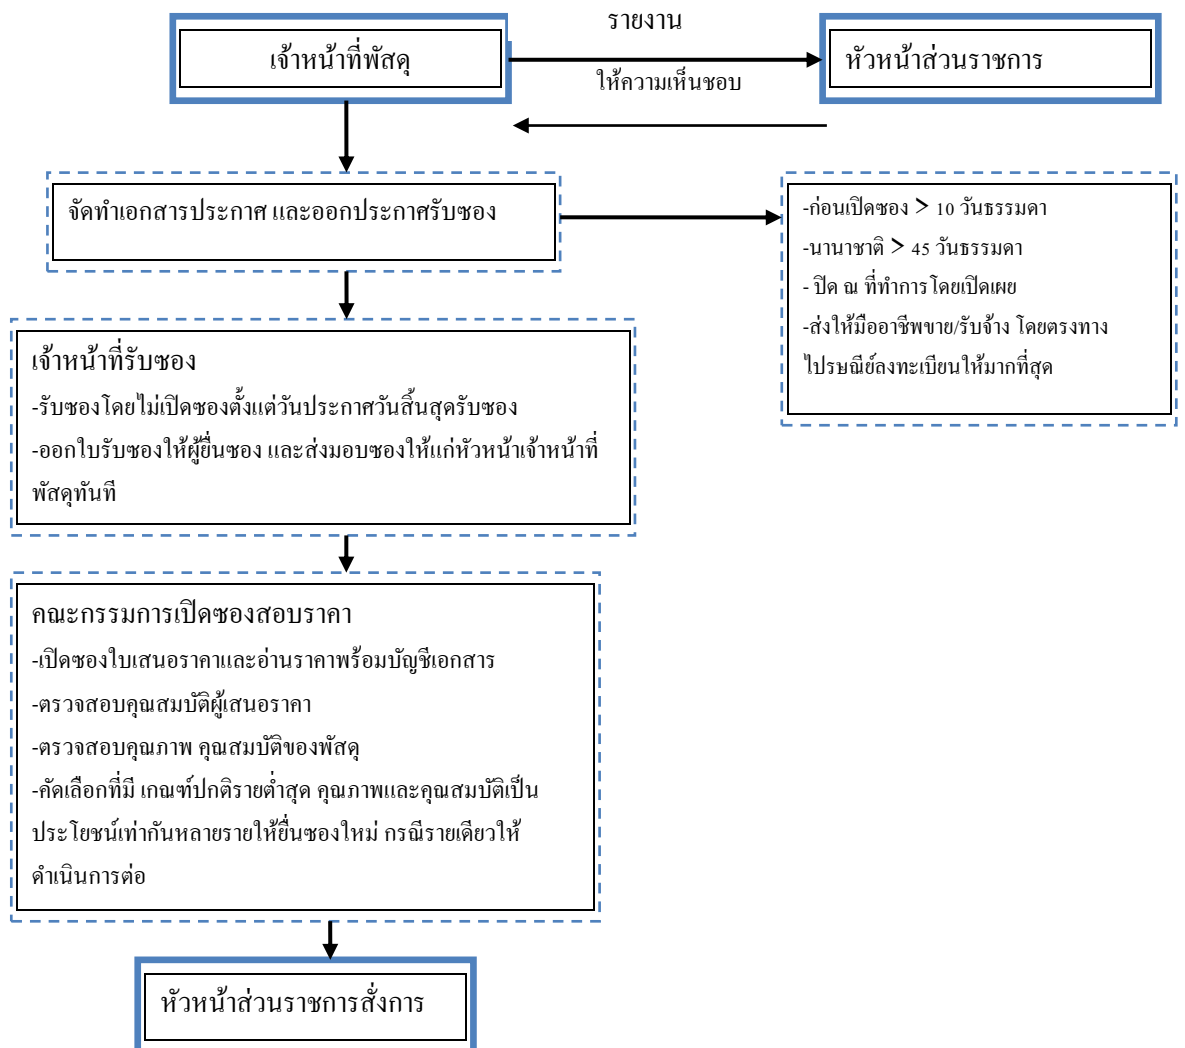 รายงาน
เจ้าหน้าที่พัสดุ
หัวหน้าส่วนราชการ
ให้ความเห็นชอบ
จัดทำเอกสารประกาศ และออกประกาศรับซอง
-ก่อนเปิดซอง > 10 วันธรรมดา
-นานาชาติ > 45 วันธรรมดา
- ปิด ณ ที่ทำการโดยเปิดเผย
-ส่งให้มืออาชีพขาย/รับจ้าง โดยตรงทาง
ไปรษณีย์ลงทะเบียนให้มากที่สุด
เจ้าหน้าที่รับซอง
-รับซองโดยไม่เปิดซองตั้งแต่วันประกาศวันสิ้นสุดรับซอง
-ออกใบรับซองให้ผู้ยื่นซอง และส่งมอบซองให้แก่หัวหน้าเจ้าหน้าที่
พัสดุทันที
คณะกรรมการเปิดซองสอบราคา
-เปิดซองใบเสนอราคาและอ่านราคาพร้อมบัญชีเอกสาร
-ตรวจสอบคุณสมบัติผู้เสนอราคา
-ตรวจสอบคุณภาพ คุณสมบัติของพัสดุ
-คัดเลือกที่มี เกณฑ์ปกติรายต่ำสุด คุณภาพและคุณสมบัติเป็น
ประโยชน์เท่ากันหลายรายให้ยื่นซองใหม่ กรณีรายเดียวให้
ดำเนินการต่อ
หัวหน้าส่วนราชการสั่งการ